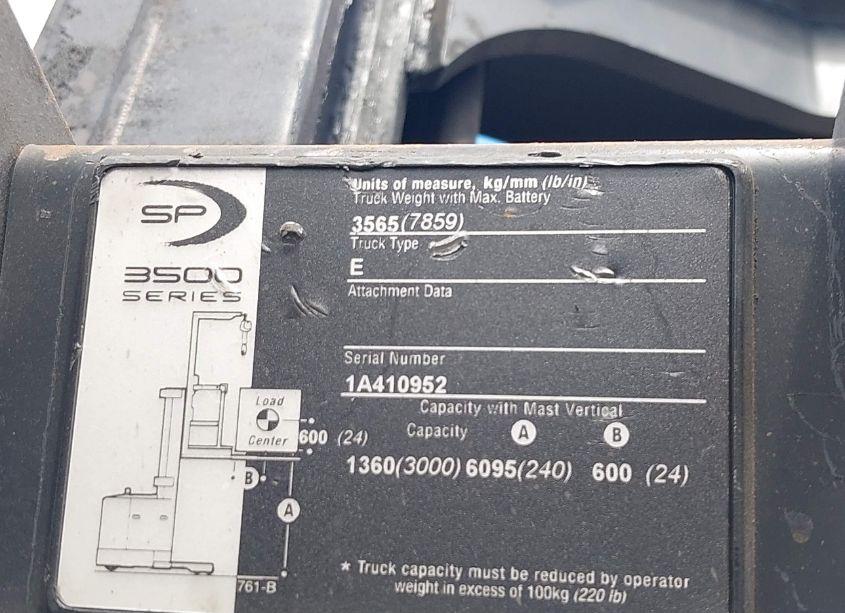 SP
3500
SERIES
Units of measure, kg/mm (lb/in)
Truck Weight with Max. Battery
3565(7859)
Truck Type
E
Attachment Data
Serial Number
1A410952
Capacity with Mast Vertical
Capacity A B
1360(3000) 6095(240) 600 (24)
Load
Center
600 (24)
B
A
761-B
* Truck capacity must be reduced by operator
weight in excess of 100kg (220 lb)